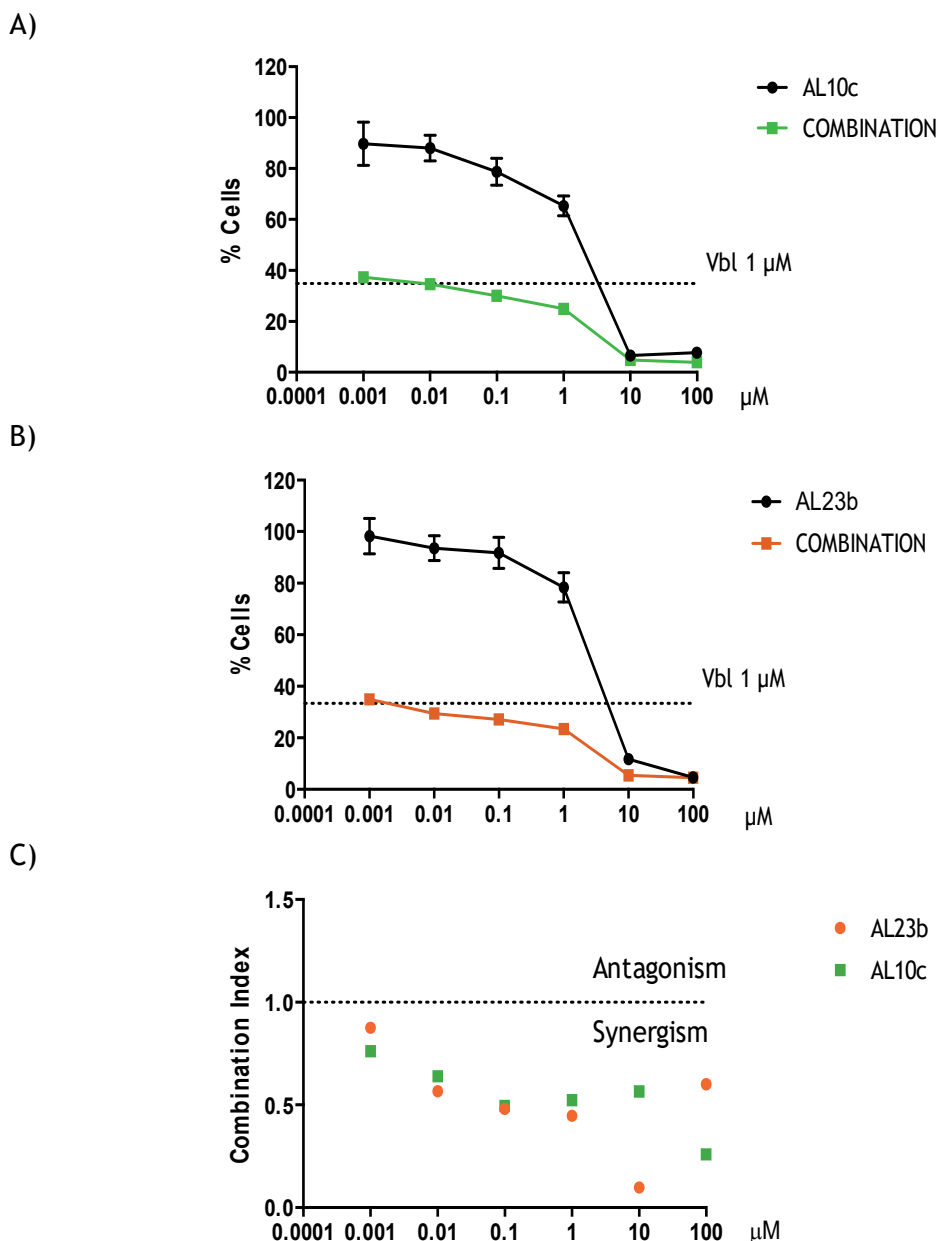 A)
120
100
80
60
40
20
0
% Cells
AL10c
COMBINATION
Vbl 1 µM
0.0001 0.001 0.01 0.1 1 10 100 µM
B)
120
100
80
60
40
20
0
% Cells
AL23b
COMBINATION
Vbl 1 µM
0.0001 0.001 0.01 0.1 1 10 100 µM
C)
1.5
1.0
0.5
0.0
Combination Index
AL23b
AL10c
Antagonism
Synergism
0.0001 0.001 0.01 0.1 1 10 100 µM